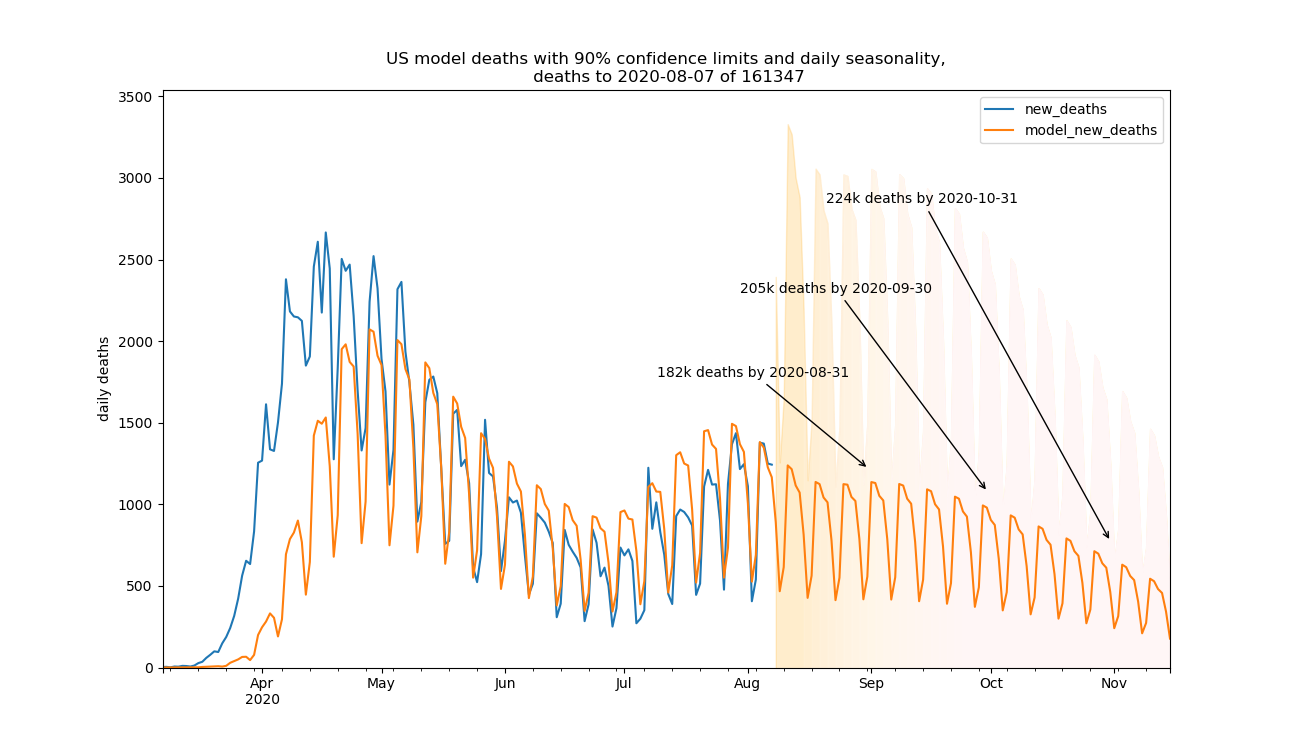 US model deaths with 90% confidence limits and daily seasonality,
deaths to 2020-08-07 of 161347
3500
3000
2500
2000
1500
1000
500
0
daily deaths
new_deaths
model_new_deaths
224k deaths by 2020-10-31
205k deaths by 2020-09-30
182k deaths by 2020-08-31
Apr
2020
May
Jun
Jul
Aug
Sep
Oct
Nov